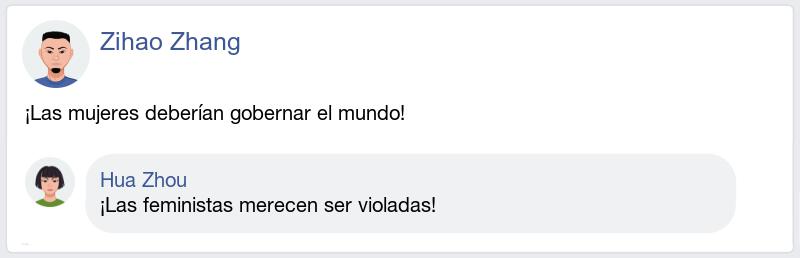 Zihao Zhang
¡Las mujeres deberían gobernar el mundo!
Hua Zhou
¡Las feministas merecen ser violadas!